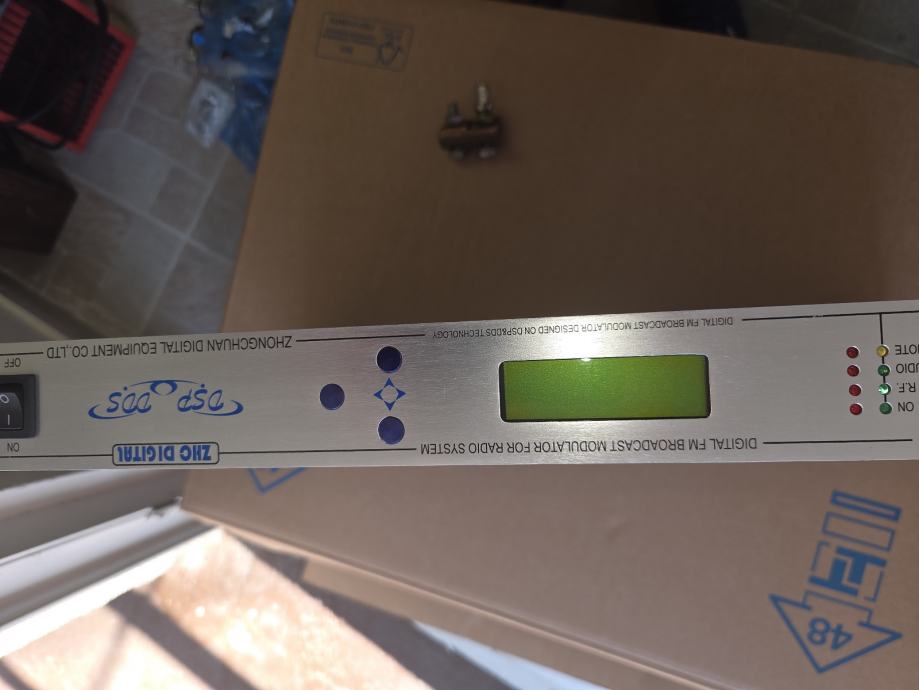 ZHC DIGITAL
DIGITAL FM BROADCAST MODULATOR FOR RADIO SYSTEM
ON
ON
R.F.
DSP DDS
I
O
OFF
ZHONGCHUAN DIGITAL EQUIPMENT CO.,LTD
DIGITAL FM BROADCAST MODULATOR DESIGNED ON DSP&DDS TECHNOLOGY
48